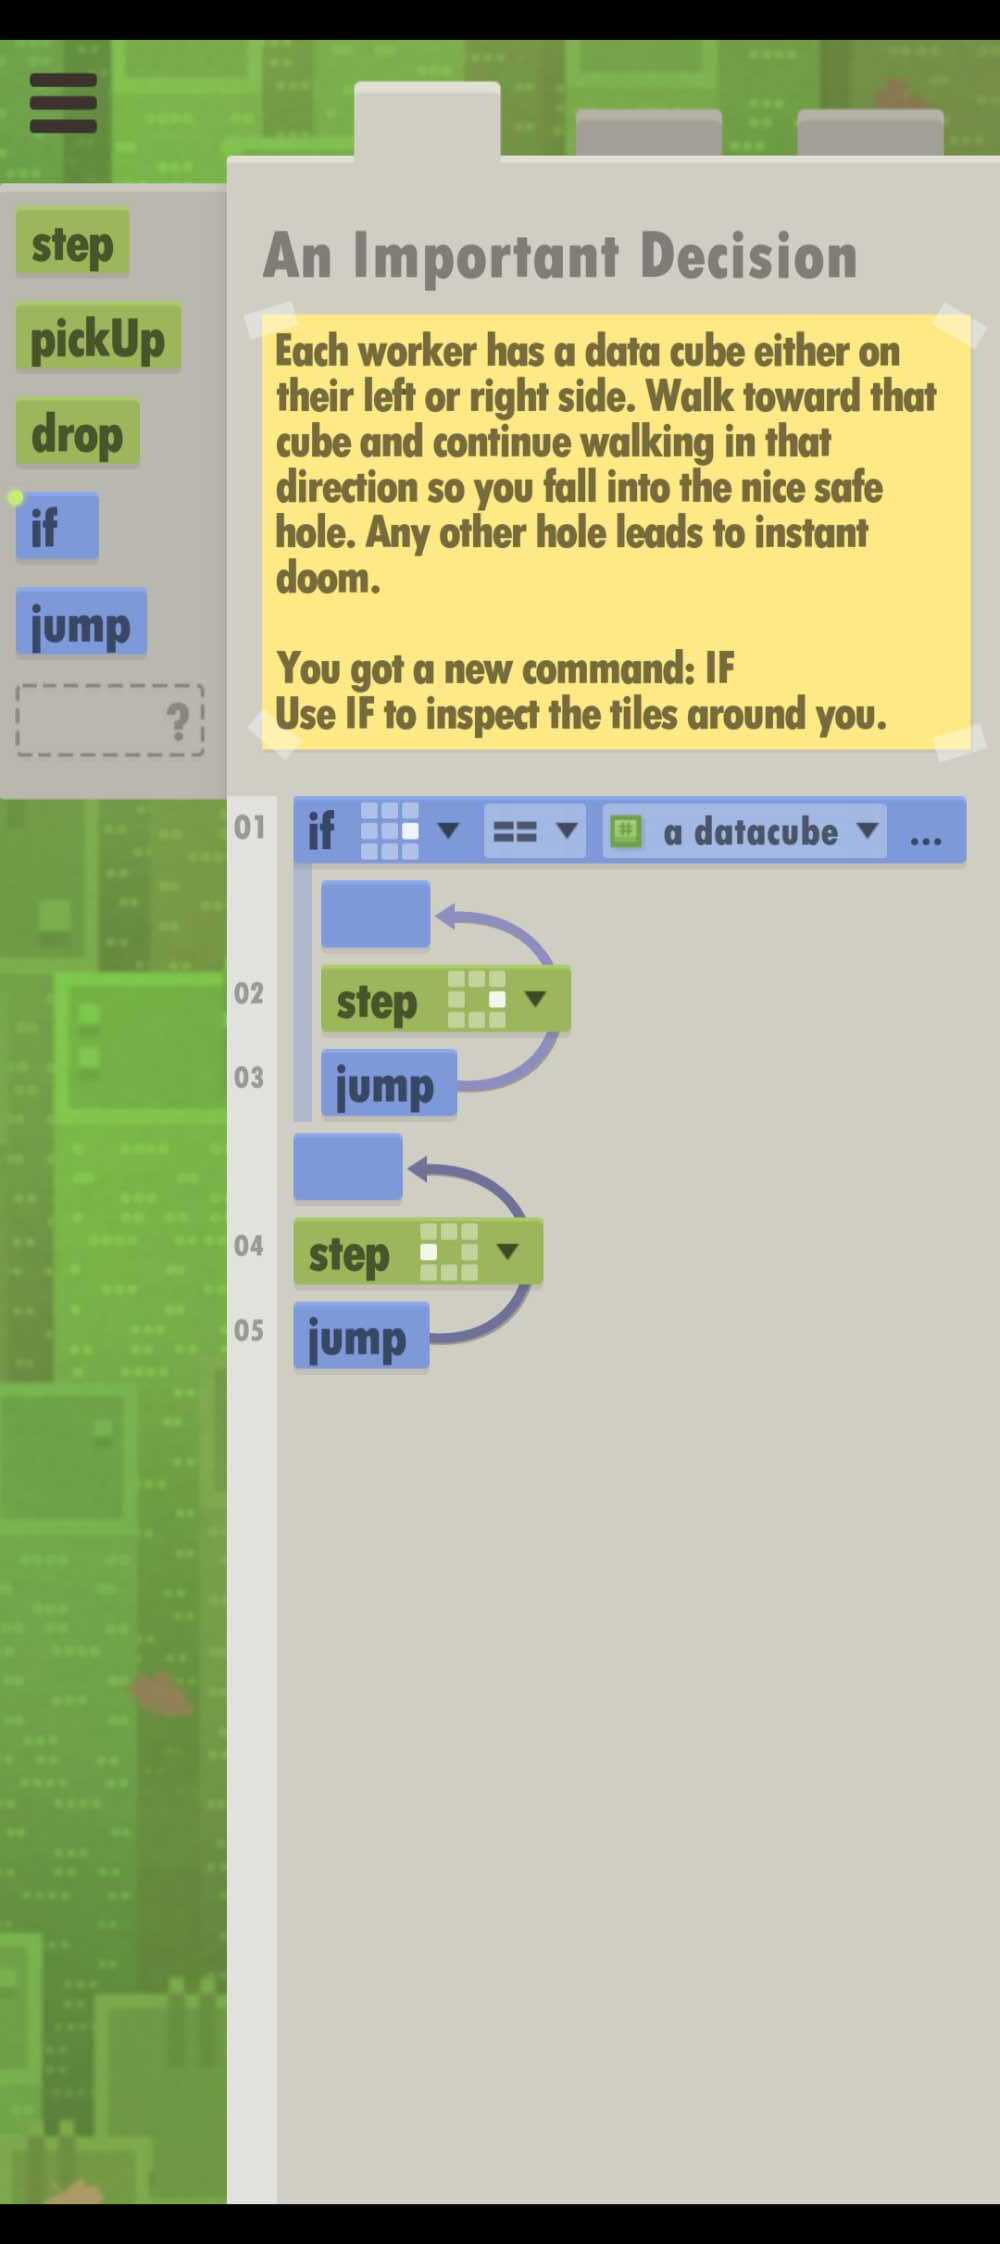 step
pickUp
drop
if
jump
?
An Important Decision
Each worker has a data cube either on
their left or right side. Walk toward that
cube and continue walking in that
direction so you fall into the nice safe
hole. Any other hole leads to instant
doom.
You got a new command: IF
Use IF to inspect the tiles around you.
01 if == a datacube ...
02 step
03 jump
04 step
05 jump